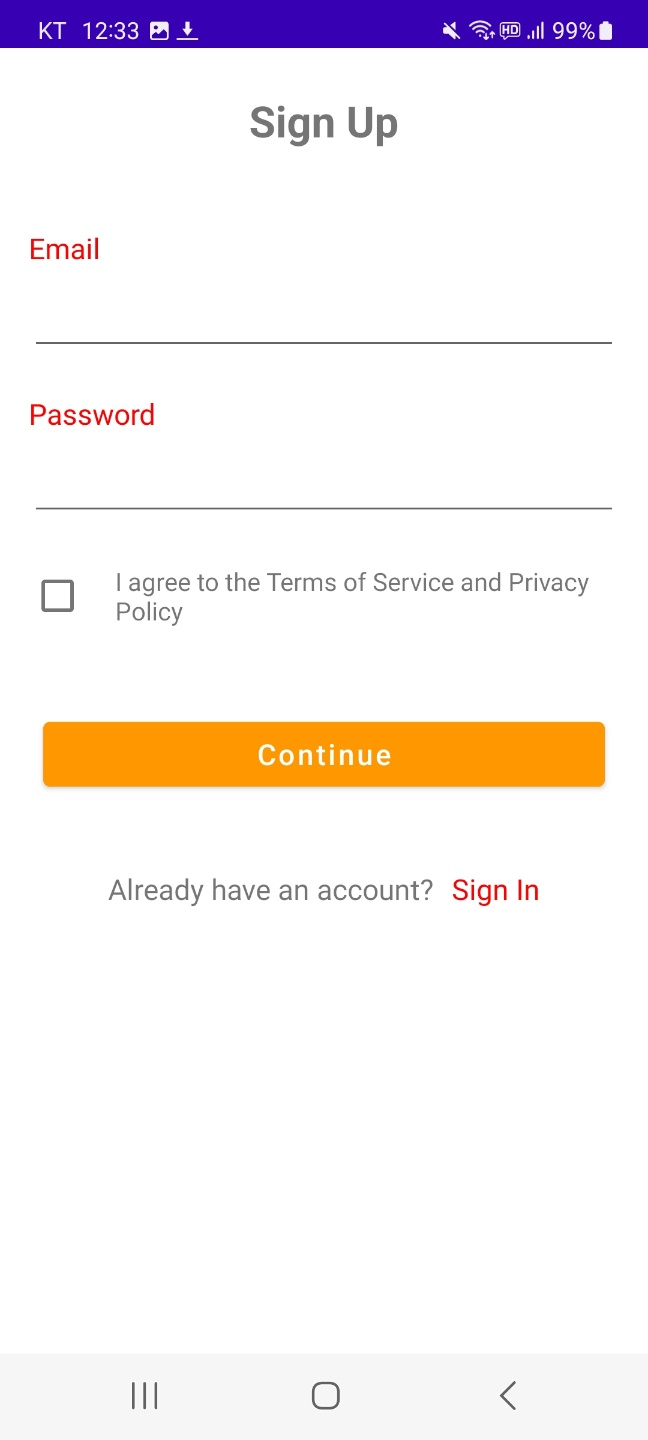 KT 12:33 HD 99%
Sign Up
Email
Password
I agree to the Terms of Service and Privacy
Policy
Continue
Already have an account? Sign In